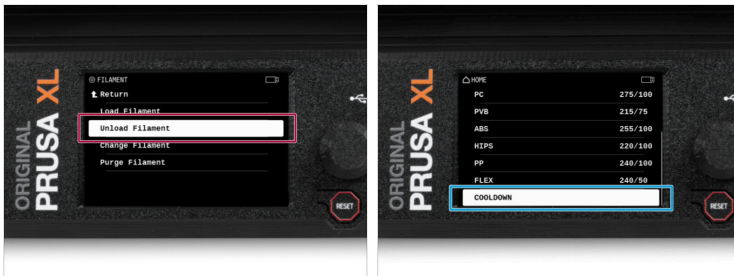 ORIGINAL
PRUSA XL
FILAMENT
Return
Load Filament
Unload Filament
Change Filament
Purge Filament
RESET
ORIGINAL
PRUSA XL
HOME
PC 275/100
PVB 215/75
ABS 255/100
HIPS 220/100
PP 240/100
FLEX 240/50
COOLDOWN
RESET